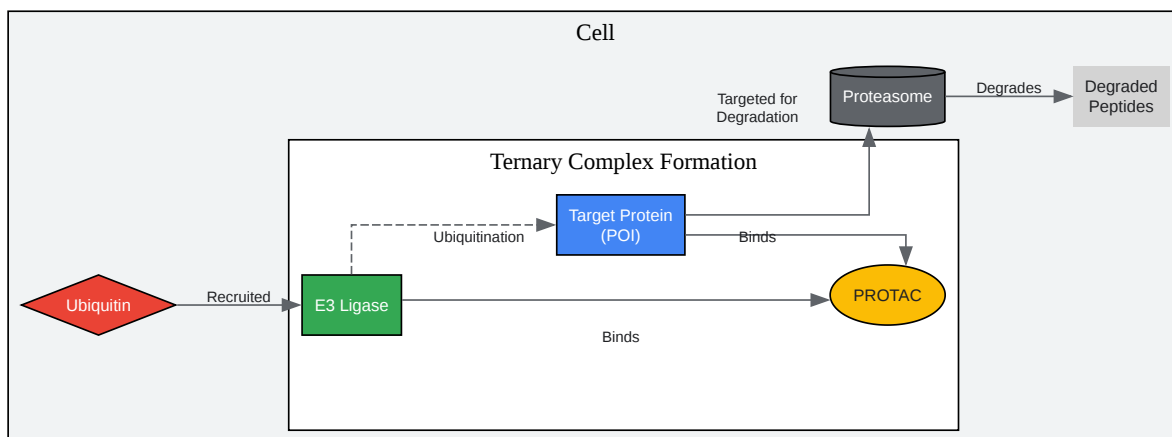 Cell
Proteasome
Degrades
Degraded
Peptides
Targeted for
Degradation
Ternary Complex Formation
Target Protein
(POI)
Ubiquitination
Binds
Ubiquitin
Recruited
E3 Ligase
PROTAC
Binds